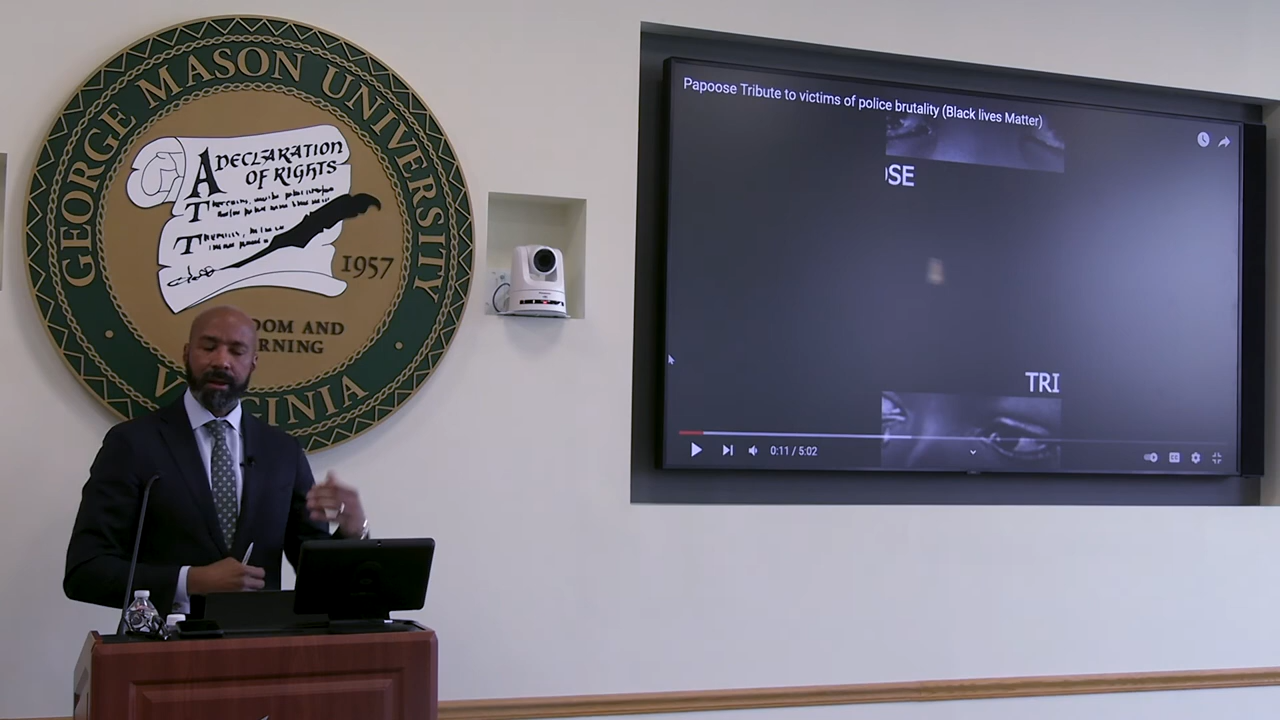 GEORGE MASON UNIVERSITY
A DECLARATION
OF RIGHTS
1957
DOM AND
RNING
VIRGINIA
Papoose Tribute to victims of police brutality (Black lives Matter)
OSE
TRI
0:11 / 5:02